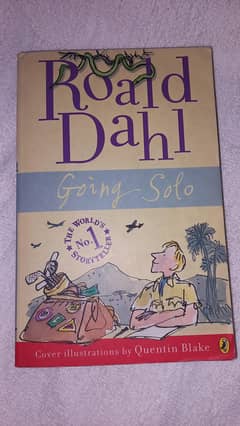 Roald
Dahl
Going Solo
THE WORLD'S
No. 1
STORYTELLER
Cover illustrations by Quentin Blake